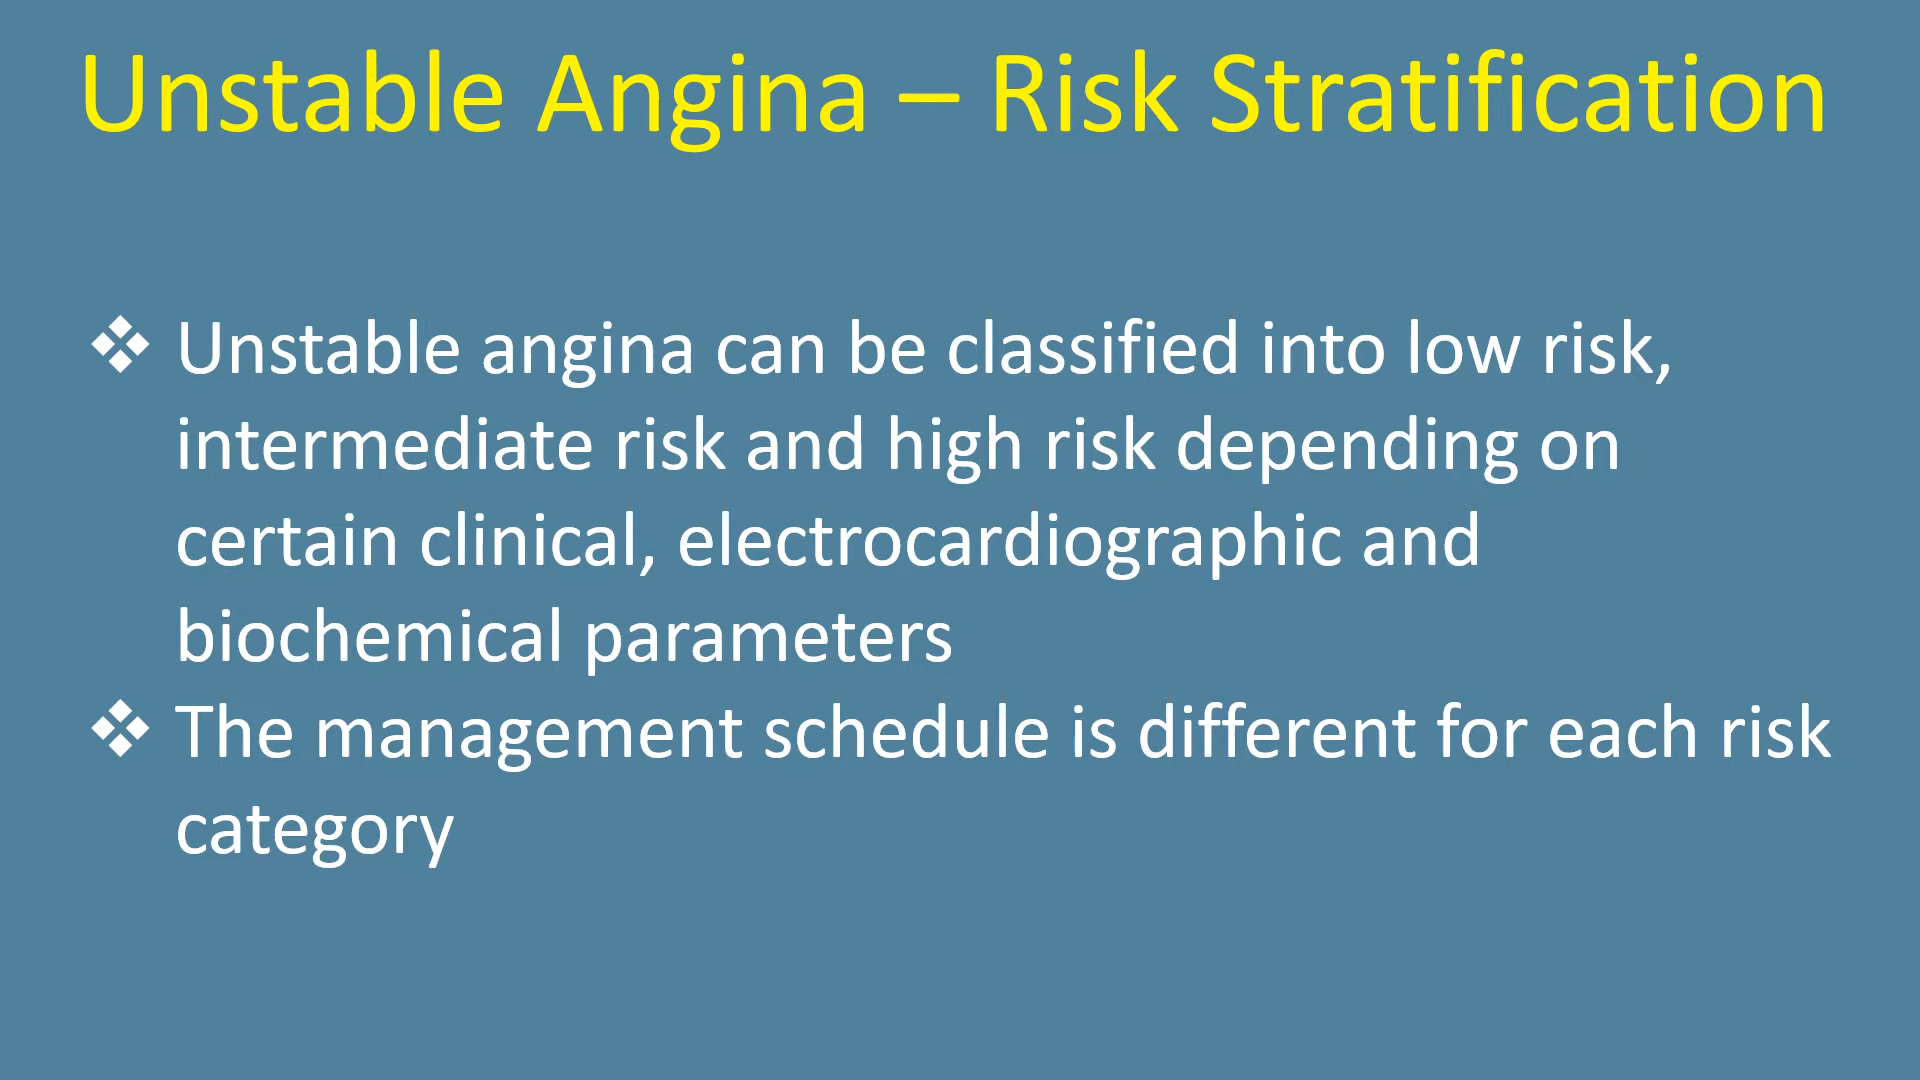 Unstable Angina – Risk Stratification
❖ Unstable angina can be classified into low risk,
intermediate risk and high risk depending on
certain clinical, electrocardiographic and
biochemical parameters
❖ The management schedule is different for each risk
category